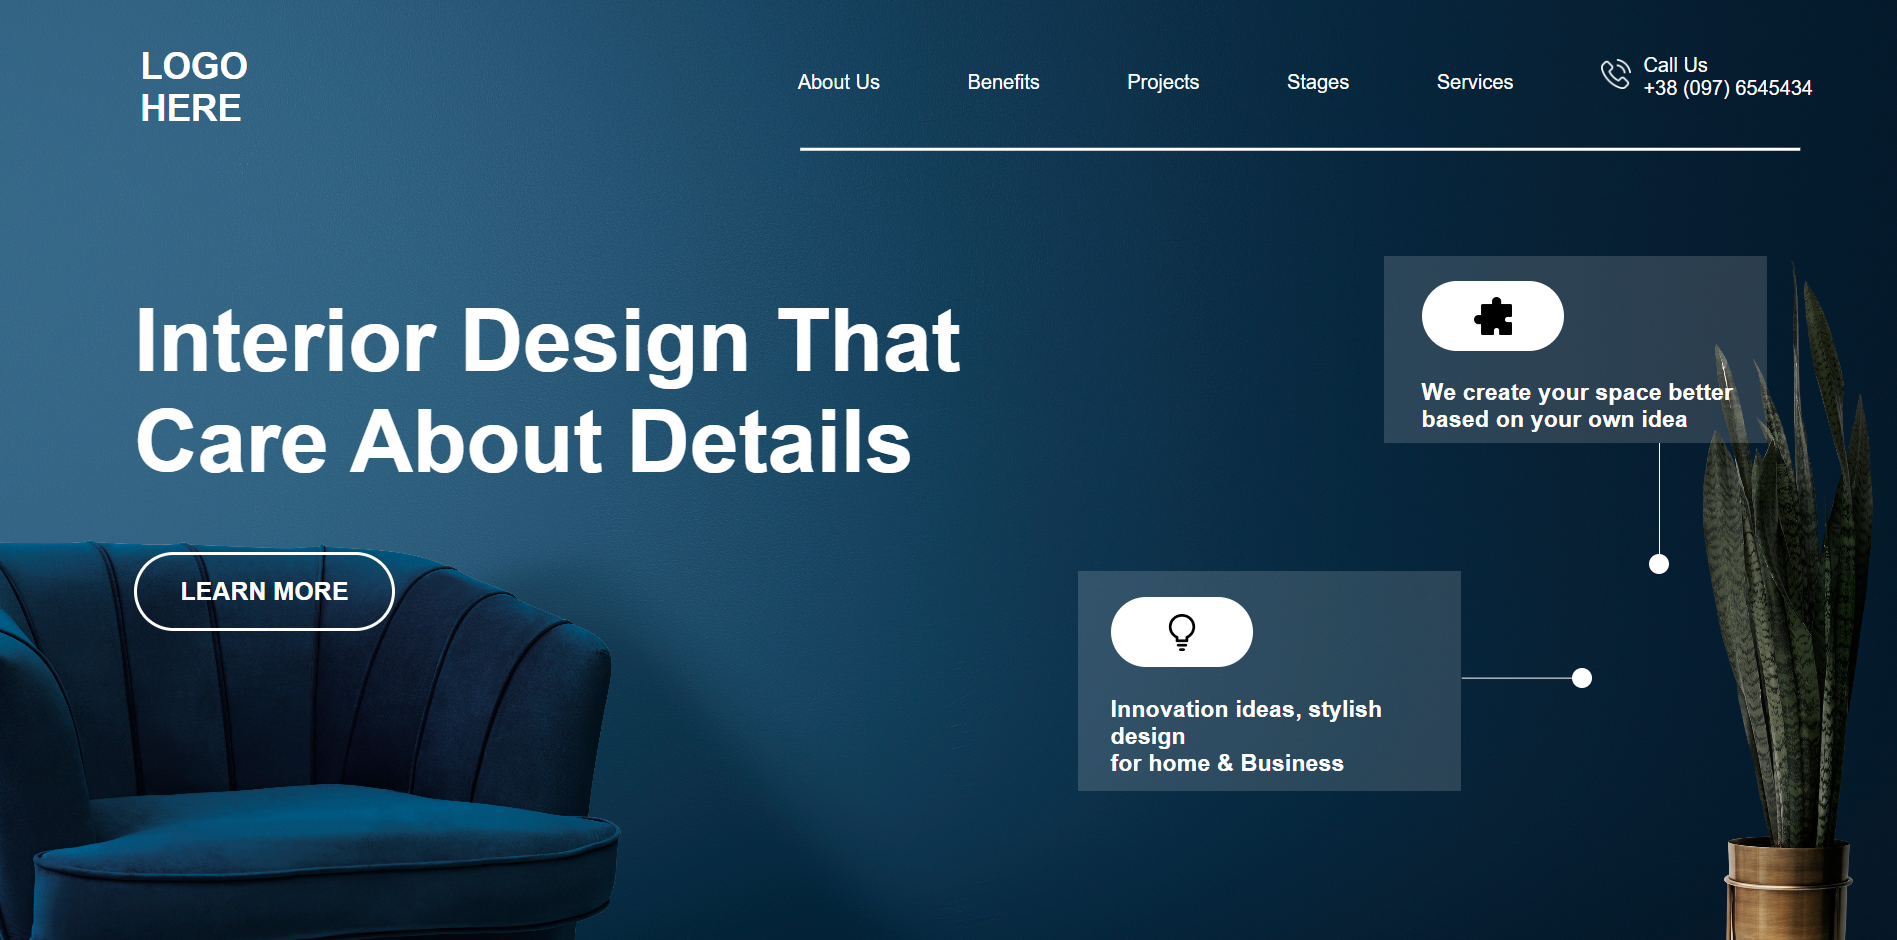 LOGO
HERE
About Us
Benefits
Projects
Stages
Services
Call Us
+38 (097) 6545434
Interior Design That
Care About Details
LEARN MORE
We create your space better
based on your own idea
Innovation ideas, stylish
design
for home & Business